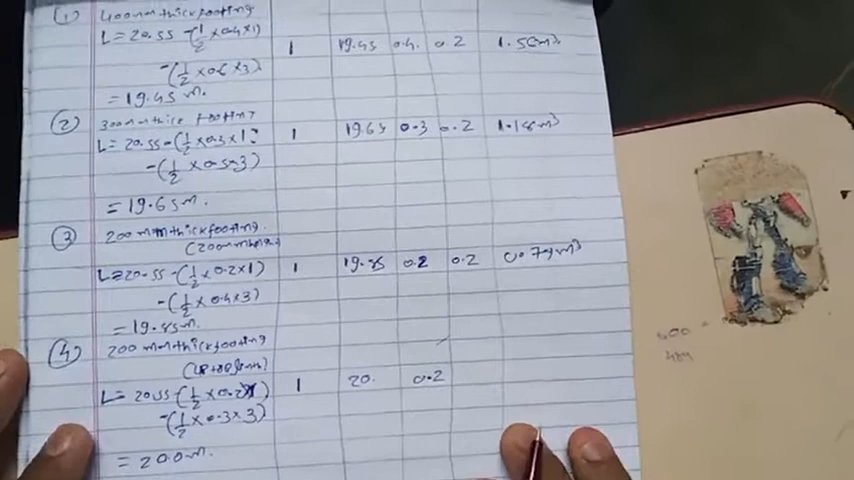 (1) 400mm thick footing
L = 20.55 - (1/2 × 0.4 × 1)
1 19.45 0.4 0.2 1.56m³
- (1/2 × 0.6 × 3)
= 19.45 m.
(2) 300mm thick footing
L = 20.55 - (1/2 × 0.3 × 1)
1 19.65 0.3 0.2 1.18m³
- (1/2 × 0.5 × 3)
= 19.65m.
(3) 200mm thick footing.
(200mm
L = 20.55 - (1/2 × 0.2 × 1)
1 19.85 0.2 0.2 0.79m³
- (1/2 × 0.4 × 3)
= 19.85m.
(4) 200mm thick footing
L = 20.55 (1/2 × 0.2×1)
1 20. 0.2
- (1/2 × 0.3 × 3)
= 20.0m.
400